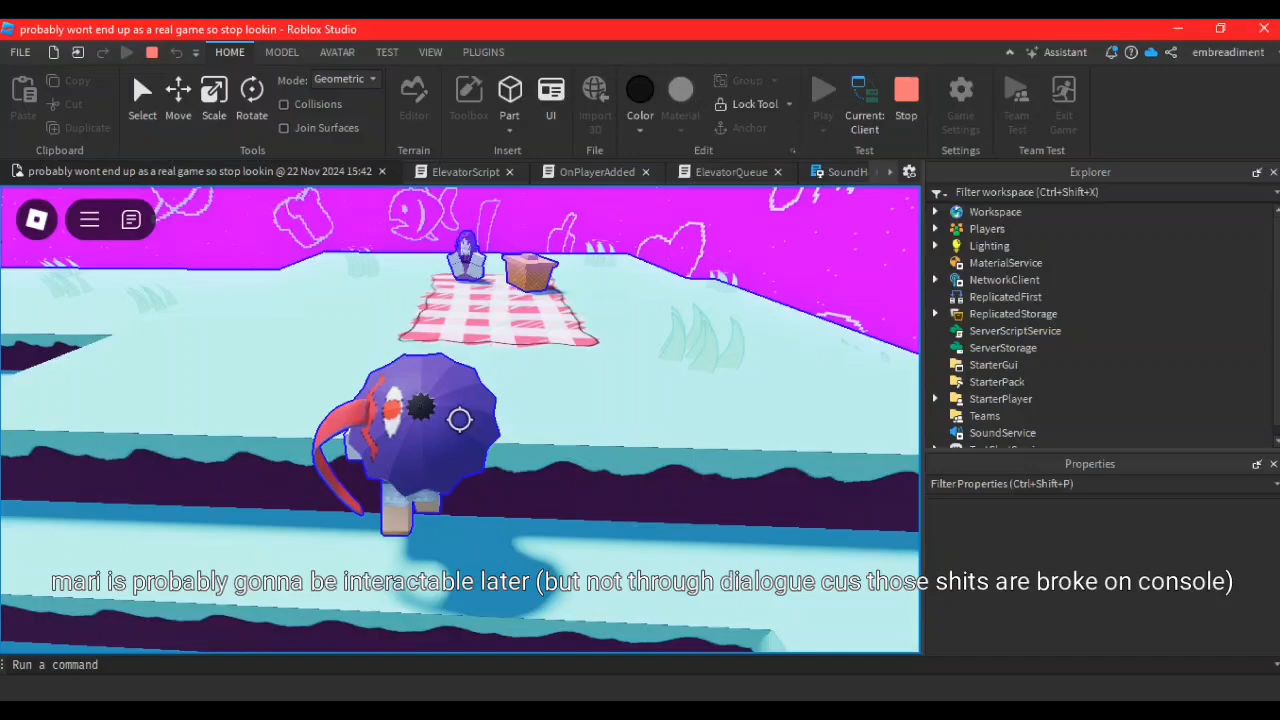 probably wont end up as a real game so stop lookin - Roblox Studio
FILE HOME MODEL AVATAR TEST VIEW PLUGINS Assistant embreadiment
Paste Copy Cut Duplicate
Clipboard
Select Move Scale Rotate
Mode: Geometric
Collisions
Join Surfaces
Tools
Editor
Terrain
Toolbox Part UI
Insert
Import 3D
File
Color Material
Group
Lock Tool
Anchor
Edit
Play Current: Client Stop
Test
Game Settings
Settings
Team Test Exit Game
Team Test
probably wont end up as a real game so stop lookin @ 22 Nov 2024 15:42 ElevatorScript OnPlayerAdded ElevatorQueue SoundH
Explorer
Filter workspace (Ctrl+Shift+X)
Workspace
Players
Lighting
MaterialService
NetworkClient
ReplicatedFirst
ReplicatedStorage
ServerScriptService
ServerStorage
StarterGui
StarterPack
StarterPlayer
Teams
SoundService
Properties
Filter Properties (Ctrl+Shift+P)
mari is probably gonna be interactable later (but not through dialogue cus those shits are broke on console)
Run a command